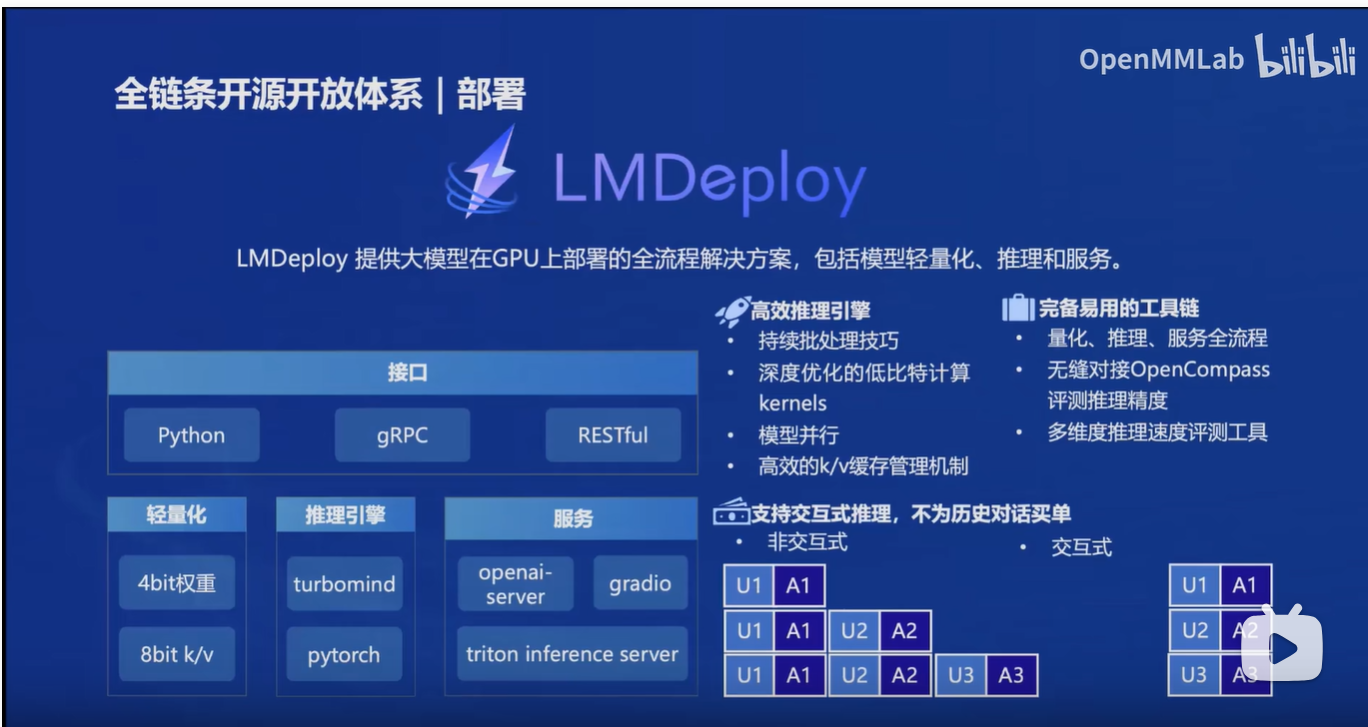 OpenMMLab bilibili
全链条开源开放体系 | 部署
LMDeploy
LMDeploy 提供大模型在GPU上部署的全流程解决方案，包括模型轻量化、推理和服务。
接口
Python gRPC RESTful
轻量化
4bit权重
8bit k/v
推理引擎
turbomind
pytorch
服务
openai-
server
gradio
triton inference server
高效推理引擎
• 持续批处理技巧
• 深度优化的低比特计算
kernels
• 模型并行
• 高效的k/v缓存管理机制
完备易用的工具链
• 量化、推理、服务全流程
• 无缝对接OpenCompass
评测推理精度
• 多维度推理速度评测工具
支持交互式推理，不为历史对话买单
• 非交互式
U1 A1
U1 A1 U2 A2
U1 A1 U2 A2 U3 A3
• 交互式
U1 A1
U2 A2
U3 A3